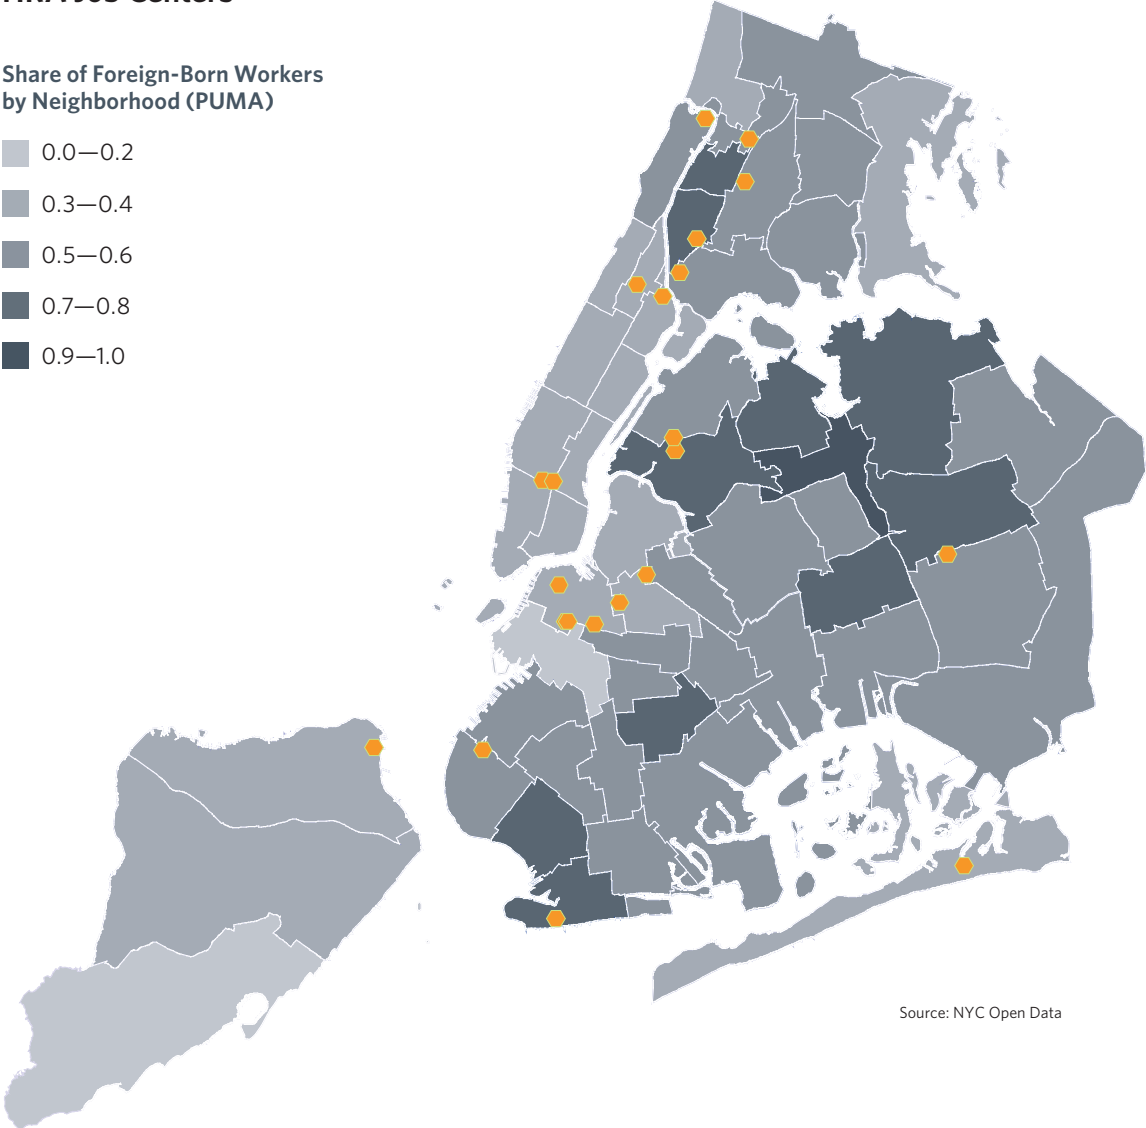 Share of Foreign-Born Workers
by Neighborhood (PUMA)
0.0—0.2
0.3—0.4
0.5—0.6
0.7—0.8
0.9—1.0
Source: NYC Open Data